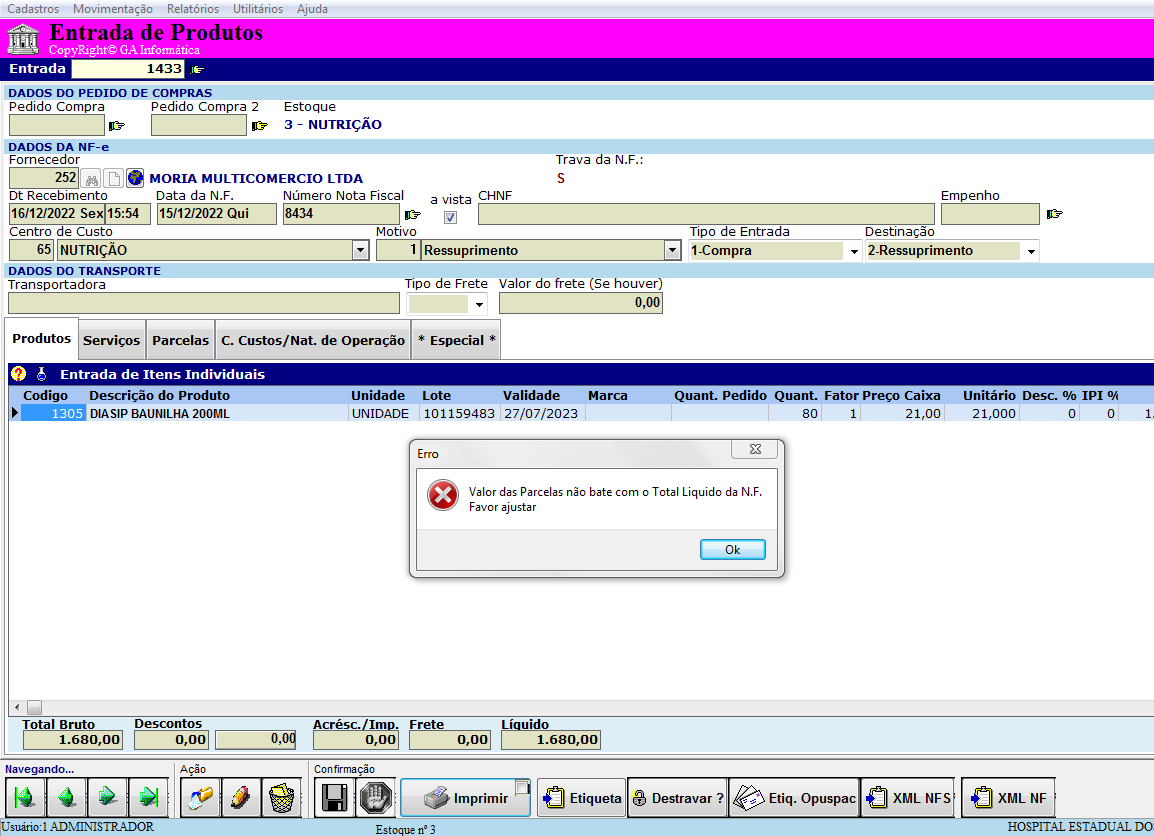 Cadastros Movimentação Relatórios Utilitários Ajuda
Entrada de Produtos
CopyRight© GA Informática
Entrada 1433
DADOS DO PEDIDO DE COMPRAS
Pedido Compra Pedido Compra 2 Estoque
3 - NUTRIÇÃO
DADOS DA NF-e
Fornecedor Trava da N.F.:
252 MORIA MULTICOMERCIO LTDA S
Dt Recebimento Data da N.F. Número Nota Fiscal a vista CHNF Empenho
16/12/2022 Sex 15:54 15/12/2022 Qui 8434
Centro de Custo Motivo Tipo de Entrada Destinação
65 NUTRIÇÃO 1 Ressuprimento 1-Compra 2-Ressuprimento
DADOS DO TRANSPORTE
Transportadora Tipo de Frete Valor do frete (Se houver)
0,00
Produtos Serviços Parcelas C. Custos/Nat. de Operação * Especial *
Entrada de Itens Individuais
Codigo Descrição do Produto Unidade Lote Validade Marca Quant. Pedido Quant. Fator Preço Caixa Unitário Desc. % IPI %
1305 DIASIP BAUNILHA 200ML UNIDADE 101159483 27/07/2023 80 1 21,00 21,000 0 0 1.
Erro
Valor das Parcelas não bate com o Total Liquido da N.F.
Favor ajustar
Ok
Total Bruto Descontos Acrésc./Imp. Frete Líquido
1.680,00 0,00 0,00 0,00 0,00 1.680,00
Navegando... Ação Confirmação
Imprimir Etiqueta Destravar ? Etiq. Opuspac XML NFS XML NF
Usuário:1 ADMINISTRADOR Estoque nº 3 HOSPITAL ESTADUAL DO